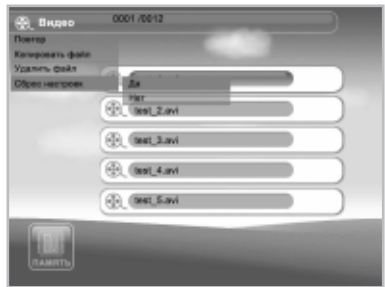 Видео 0001 /0012
Повтор
Копировать файл
Удалить файл
Сброс настроек
Да
Нет
test_2.avi
test_3.avi
test_4.avi
test_5.avi
ПАМЯТЬ